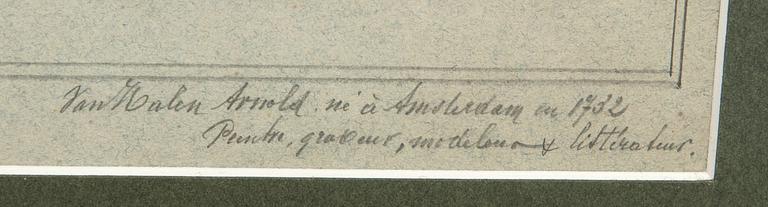 Van Halen Arnold. né à Amsterdam en 1732
Peintre, graveur, modeleur & littérateur.